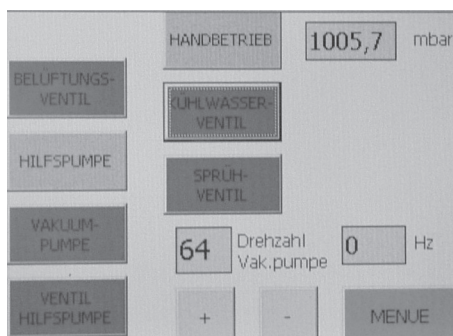 HANDBETRIEB
1005,7 mbar
BELÜFTUNGS-
VENTIL
KÜHLWASSER-
VENTIL
HILFSPUMPE
SPRÜH-
VENTIL
VAKUUM-
PUMPE
64 Drehzahl
Vak.pumpe
0 Hz
VENTIL
HILFSPUMPE
+
-
MENUE